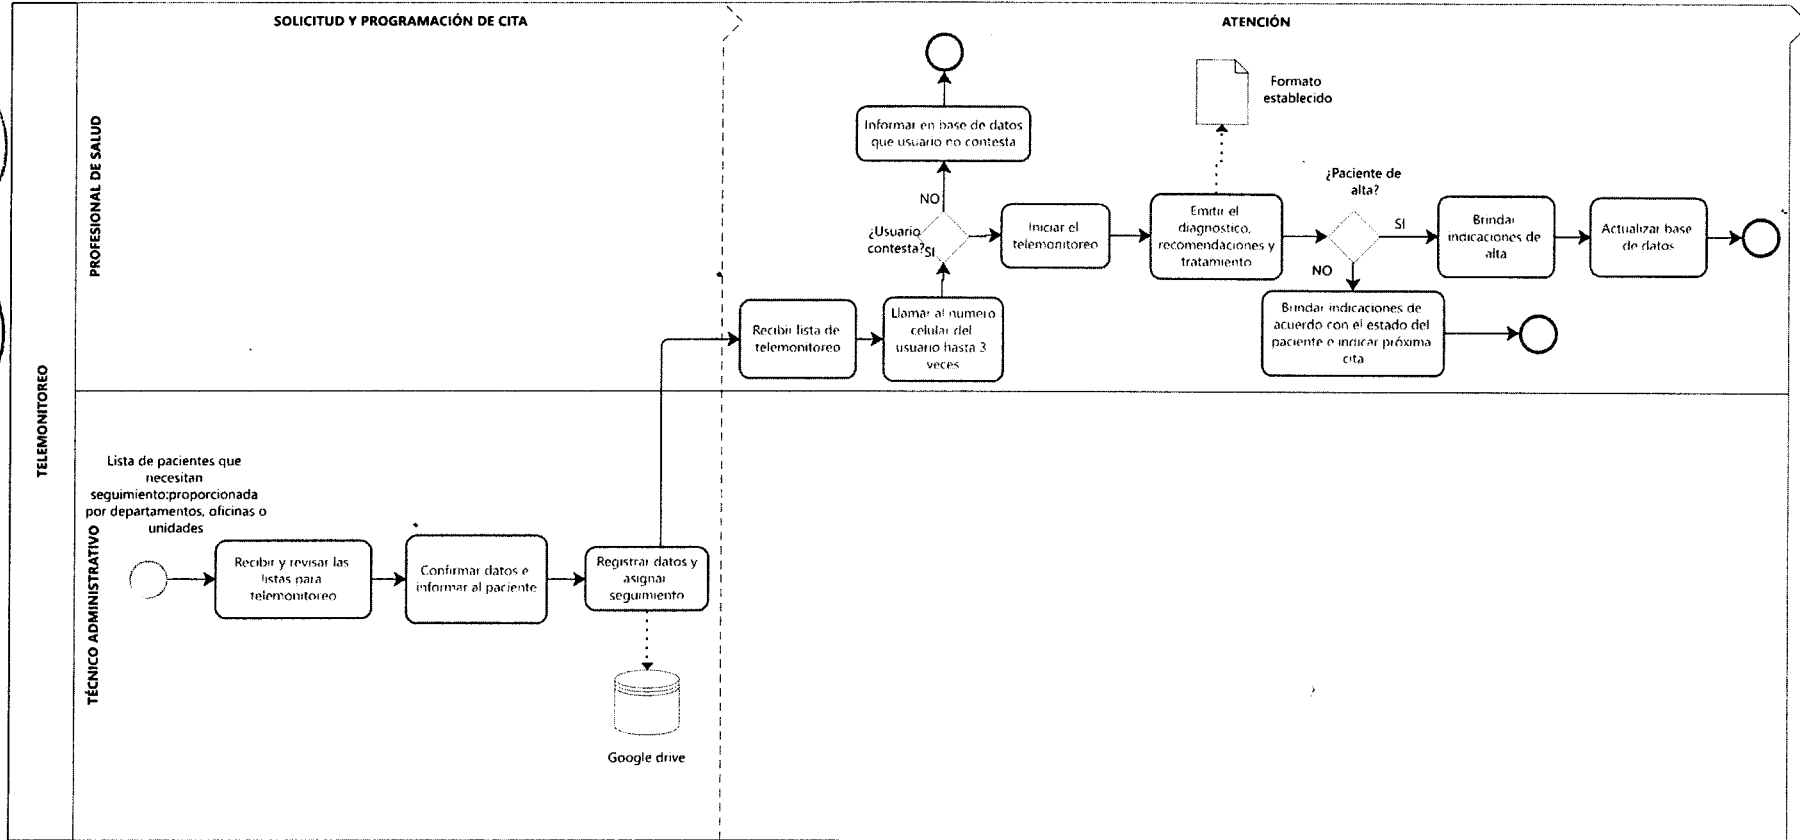 SOLICITUD Y PROGRAMACIÓN DE CITA
ATENCIÓN
TELEMONITOREO
PROFESIONAL DE SALUD
Formato
establecido
Informar en base de datos
que usuario no contesta
NO
¿Usuario
contesta?
SI
Iniciar el
telemonitoreo
Emitir el
diagnostico,
recomendaciones y
tratamiento
¿Paciente de
alta?
SI
Brindar
indicaciones de
alta
Actualizar base
de datos
NO
Brindar indicaciones de
acuerdo con el estado del
paciente e indicar próxima
cita
Recibir lista de
telemonitoreo
Llamar al numero
celular del
usuario hasta 3
veces
TÉCNICO ADMINISTRATIVO
Lista de pacientes que
necesitan
seguimiento:proporcionada
por departamentos, oficinas o
unidades
Recibir y revisar las
listas para
telemonitoreo
Confirmar datos e
informar al paciente
Registrar datos y
asignar
seguimiento
Google drive